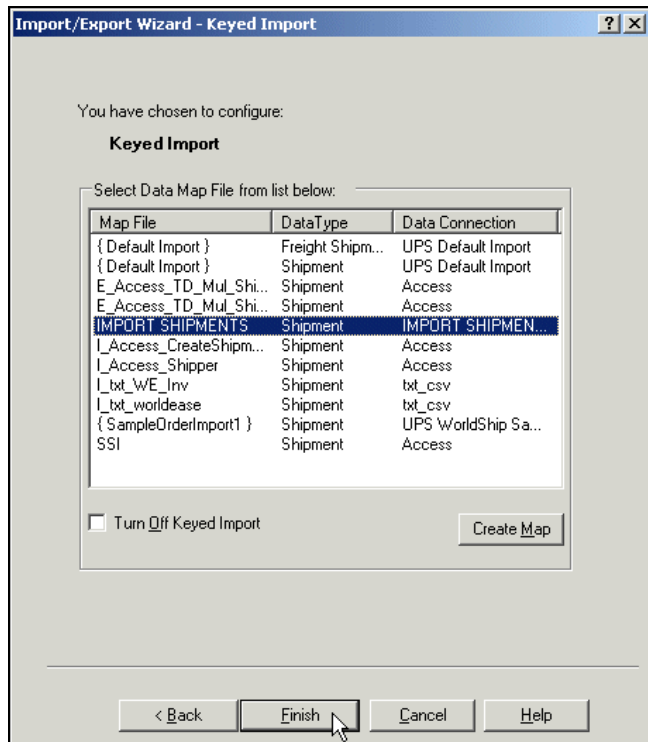 Import/Export Wizard - Keyed Import
You have chosen to configure:
Keyed Import
Select Data Map File from list below:
Map File DataType Data Connection
{ Default Import } Freight Shipm... UPS Default Import
{ Default Import } Shipment UPS Default Import
E_Access_TD_Mul_Shi... Shipment Access
E_Access_TD_Mul_Shi... Shipment Access
IMPORT SHIPMENTS Shipment IMPORT SHIPMEN...
I_Access_CreateShipm... Shipment Access
I_Access_Shipper Shipment Access
I_txt_WE_Inv Shipment txt_csv
I_txt_worldease Shipment txt_csv
{ SampleOrderImport1 } Shipment UPS WorldShip Sa...
SSI Shipment Access
Turn Off Keyed Import
Create Map
< Back Finish Cancel Help